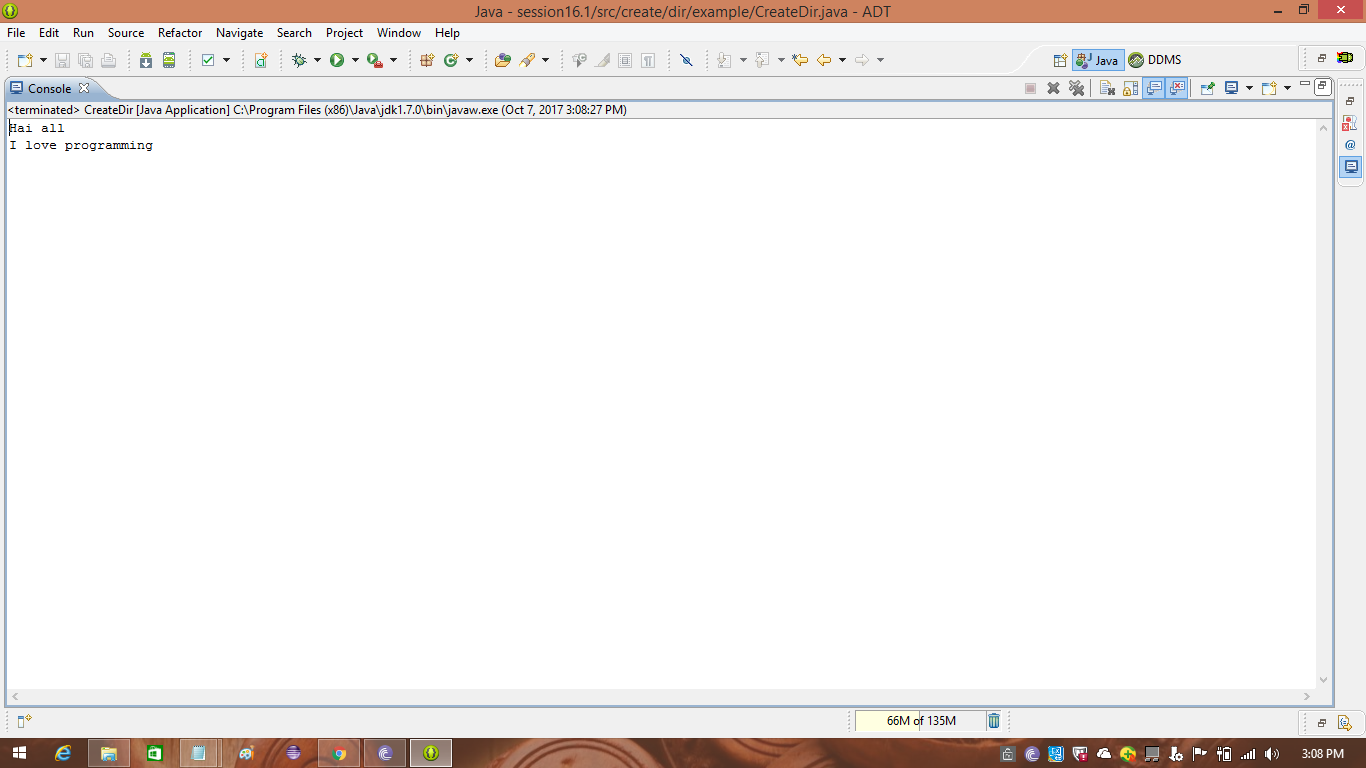 Java - session16.1/src/create/dir/example/CreateDir.java - ADT
File Edit Run Source Refactor Navigate Search Project Window Help
Java DDMS
Console
<terminated> CreateDir [Java Application] C:\Program Files (x86)\Java\jdk1.7.0\bin\javaw.exe (Oct 7, 2017 3:08:27 PM)
Hai all
I love programming
66M of 135M
3:08 PM